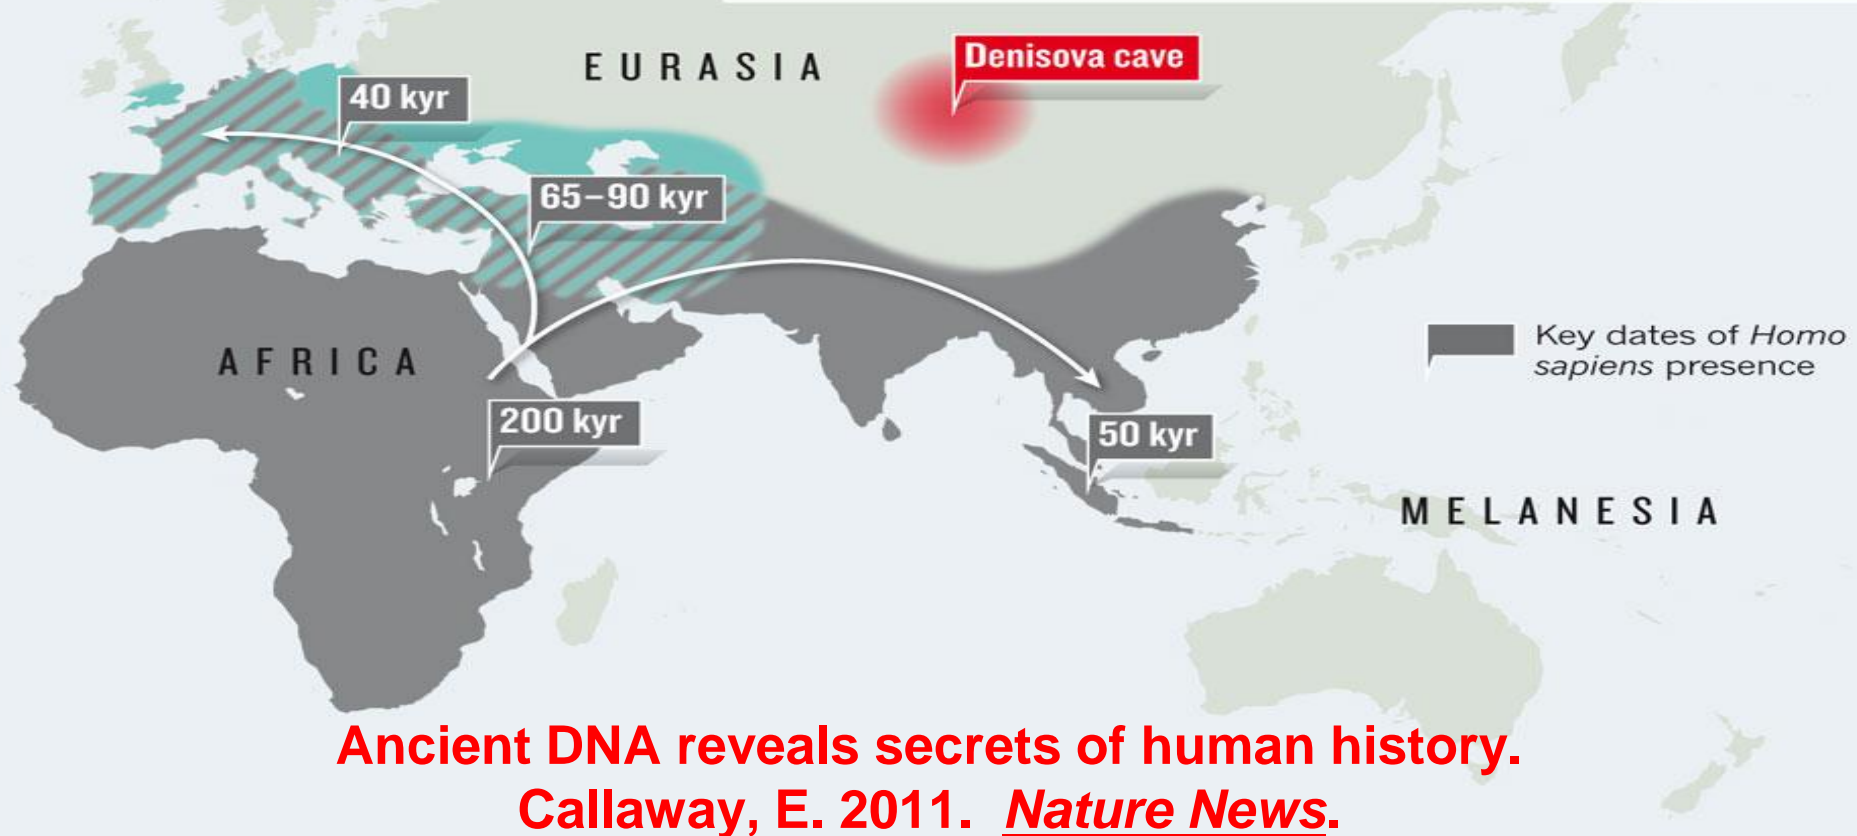 EURASIA
Denisova cave
40 kyr
65–90 kyr
AFRICA
Key dates of Homo
sapiens presence
200 kyr
50 kyr
MELANESIA
Ancient DNA reveals secrets of human history.
Callaway, E. 2011. Nature News.